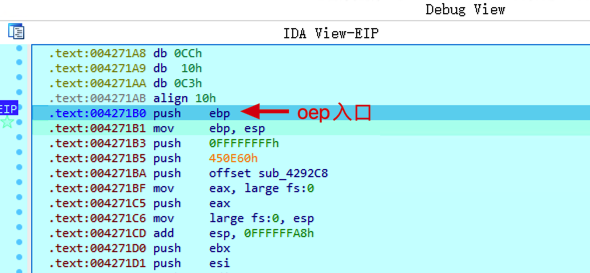 Debug View
IDA View-EIP
.text:004271A8 db 0CCh
.text:004271A9 db  10h
.text:004271AA db 0C3h
.text:004271AB align 10h
EIP .text:004271B0 push    ebp oep入口
.text:004271B1 mov     ebp, esp
.text:004271B3 push    0FFFFFFFFh
.text:004271B5 push    450E60h
.text:004271BA push    offset sub_4292C8
.text:004271BF mov     eax, large fs:0
.text:004271C5 push    eax
.text:004271C6 mov     large fs:0, esp
.text:004271CD add     esp, 0FFFFFFA8h
.text:004271D0 push    ebx
.text:004271D1 push    esi